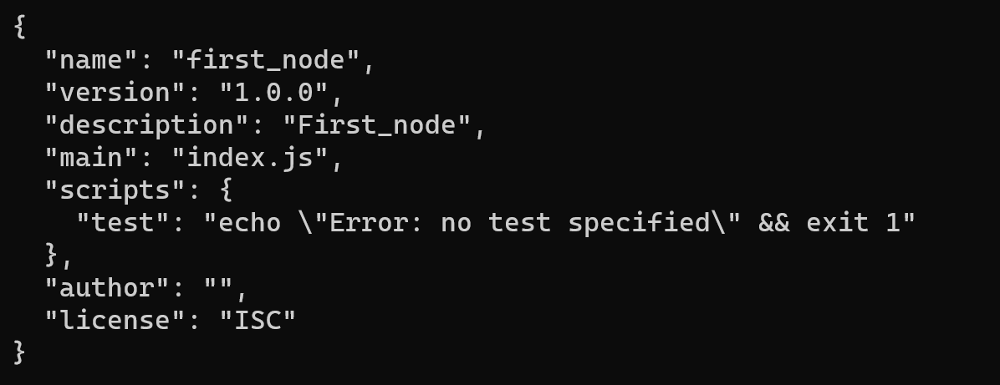 {
  "name": "first_node",
  "version": "1.0.0",
  "description": "First_node",
  "main": "index.js",
  "scripts": {
    "test": "echo \"Error: no test specified\" && exit 1"
  },
  "author": "",
  "license": "ISC"
}